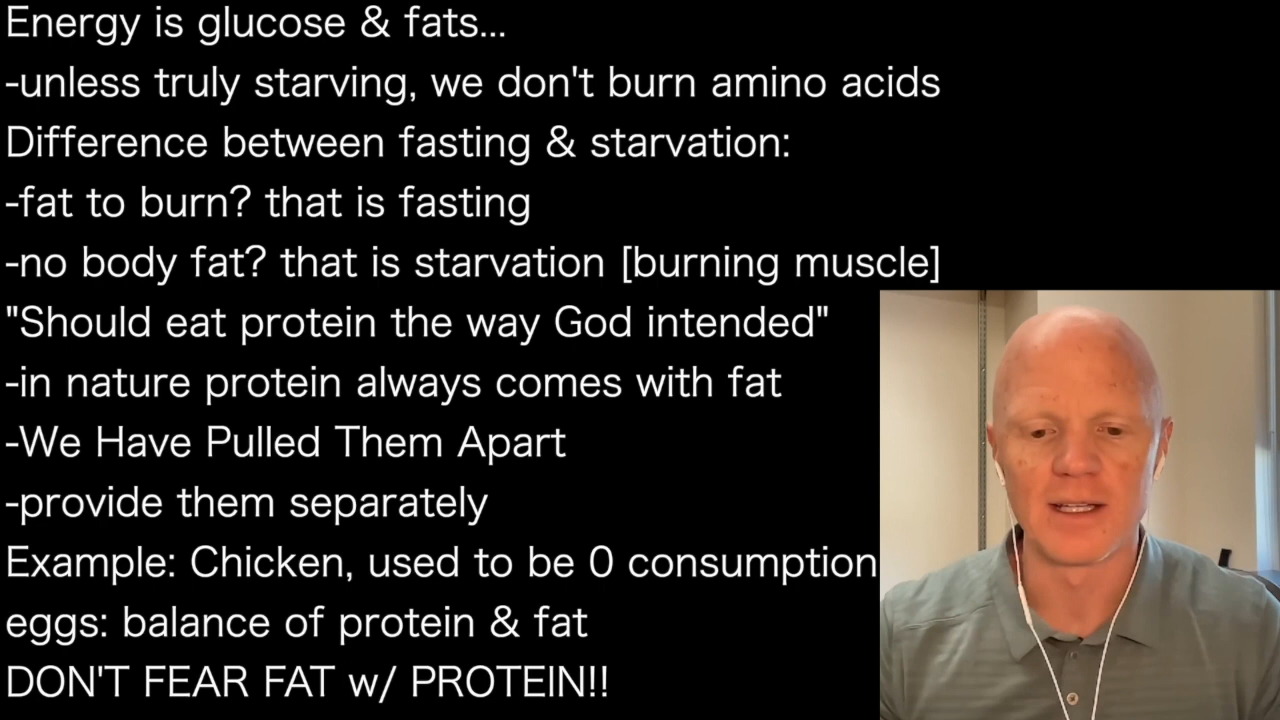 Energy is glucose & fats...
-unless truly starving, we don't burn amino acids
Difference between fasting & starvation:
-fat to burn? that is fasting
-no body fat? that is starvation [burning muscle]
"Should eat protein the way God intended"
-in nature protein always comes with fat
-We Have Pulled Them Apart
-provide them separately
Example: Chicken, used to be 0 consumption
eggs: balance of protein & fat
DON'T FEAR FAT w/ PROTEIN!!